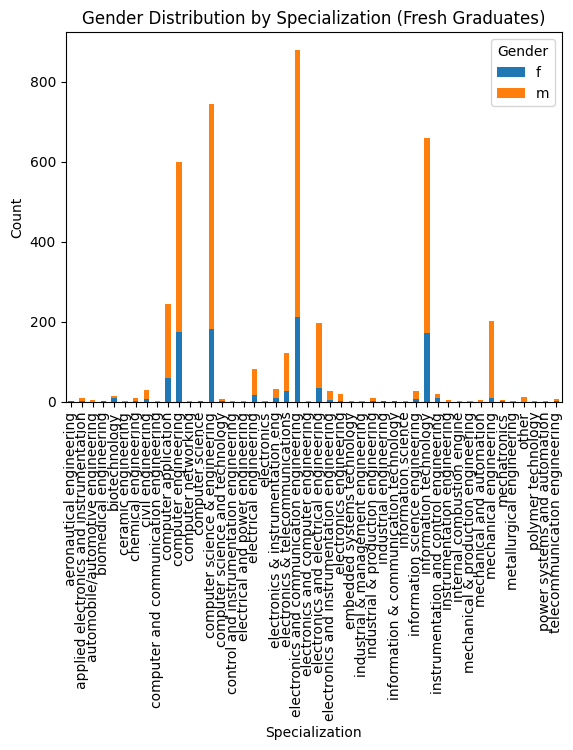 Gender Distribution by Specialization (Fresh Graduates)
Gender
f
m
Count
800
600
400
200
0
aeronautical engineering
applied electronics and instrumentation
automobile/automotive engineering
biomedical engineering
biotechnology
ceramic engineering
chemical engineering
civil engineering
computer and communication engineering
computer application
computer engineering
computer networking
computer science
computer science & engineering
computer science and technology
control and instrumentation engineering
electrical and power engineering
electrical engineering
electronics
electronics & instrumentation eng
electronics & telecommunications
electronics and communication engineering
electronics and computer engineering
electronics and electrical engineering
electronics and instrumentation engineering
electronics engineering
embedded systems technology
industrial & management engineering
industrial & production engineering
industrial engineering
information & communication technology
information science
information science engineering
information technology
instrumentation and control engineering
instrumentation engineering
internal combustion engine
mechanical & production engineering
mechanical and automation
mechanical engineering
mechatronics
metallurgical engineering
other
polymer technology
power systems and automation
telecommunication engineering
Specialization